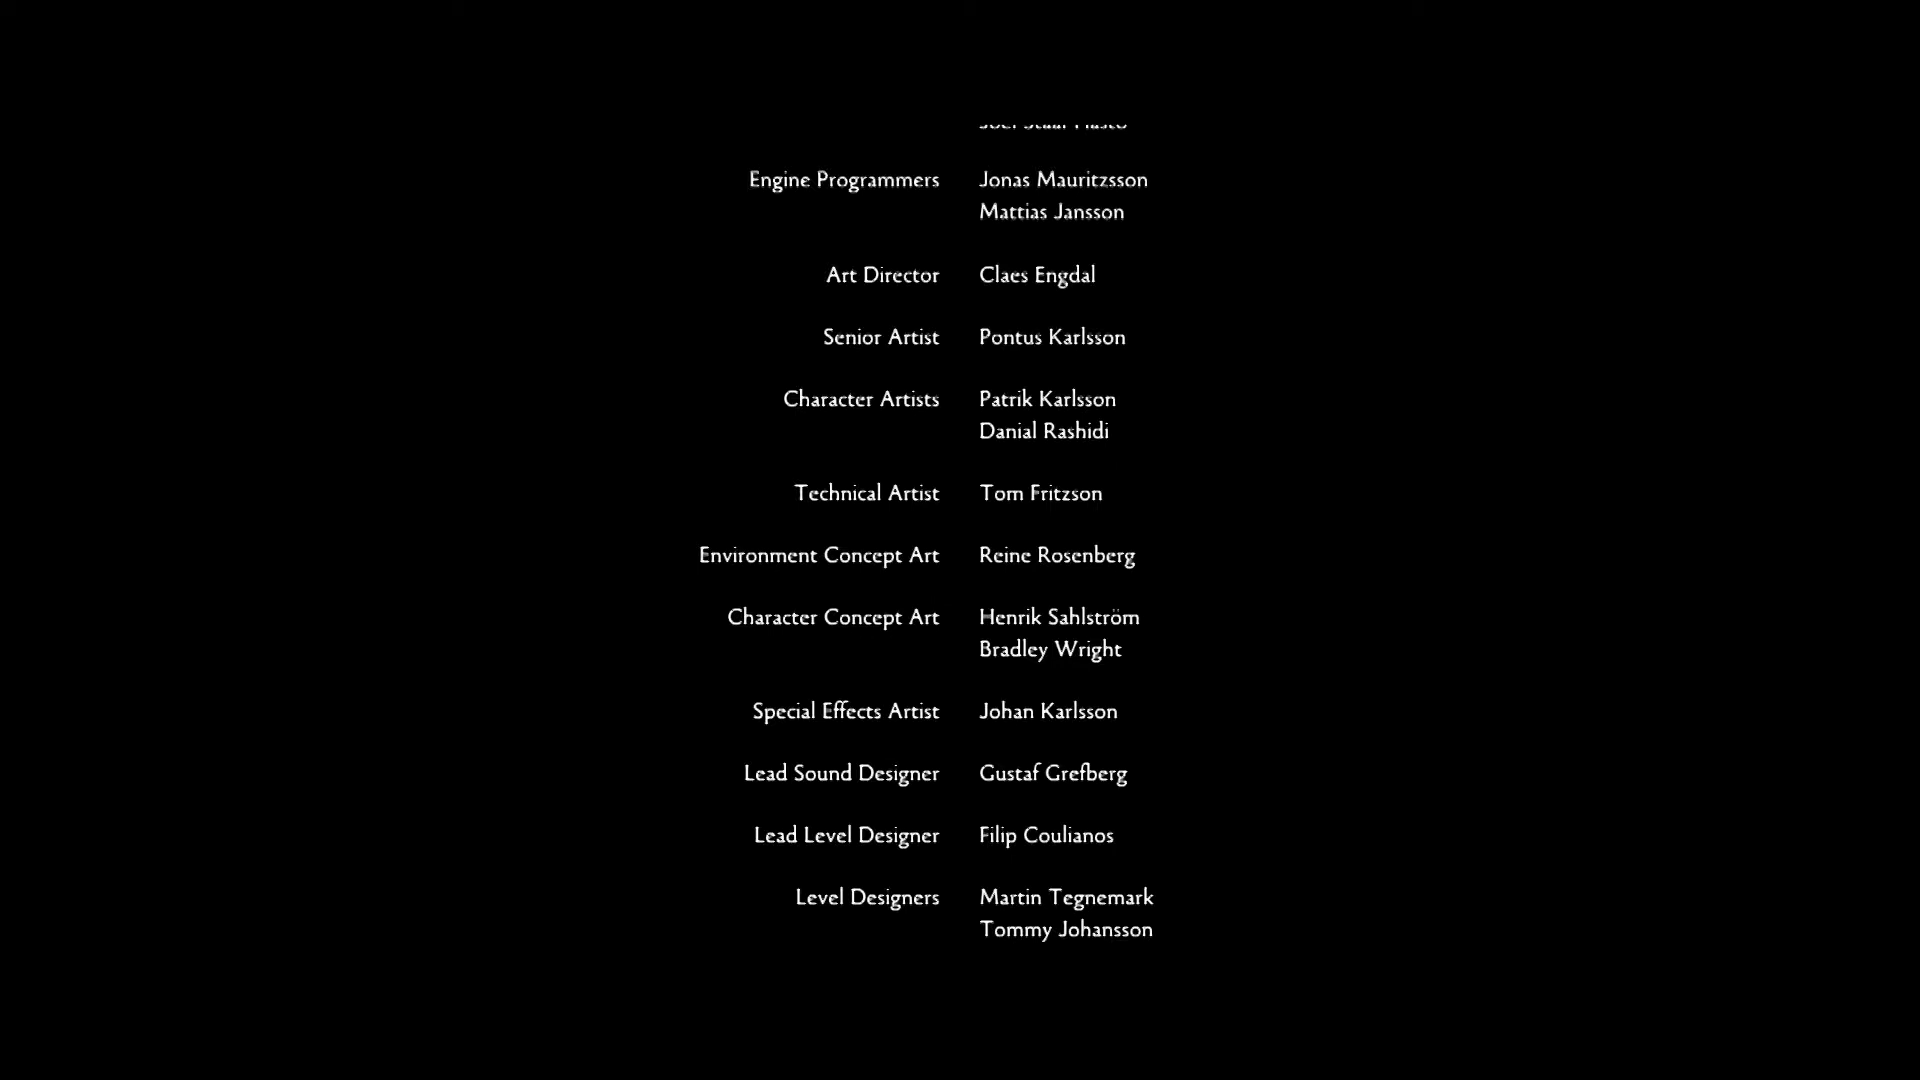 Engine Programmers Jonas Mauritzsson
Mattias Jansson
Art Director Claes Engdal
Senior Artist Pontus Karlsson
Character Artists Patrik Karlsson
Danial Rashidi
Technical Artist Tom Fritzson
Environment Concept Art Reine Rosenberg
Character Concept Art Henrik Sahlström
Bradley Wright
Special Effects Artist Johan Karlsson
Lead Sound Designer Gustaf Grefberg
Lead Level Designer Filip Coulianos
Level Designers Martin Tegnemark
Tommy Johansson